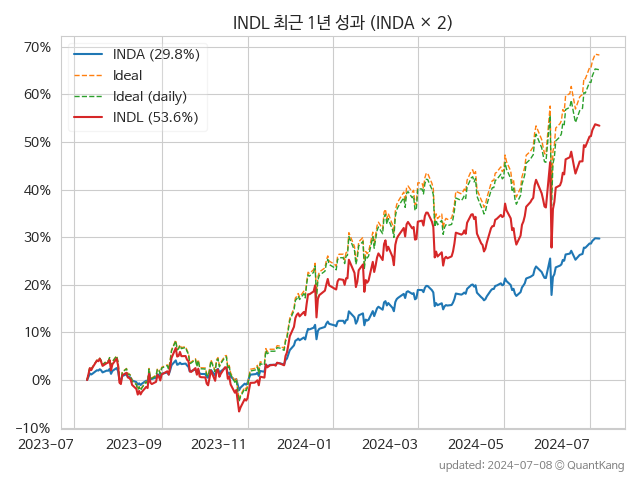 INDL 최근 1년 성과 (INDA × 2)
70%
60%
50%
40%
30%
20%
10%
0%
−10%
INDA (29.8%)
Ideal
Ideal (daily)
INDL (53.6%)
2023-07
2023-09
2023-11
2024-01
2024-03
2024-05
2024-07
updated: 2024-07-08 © QuantKang